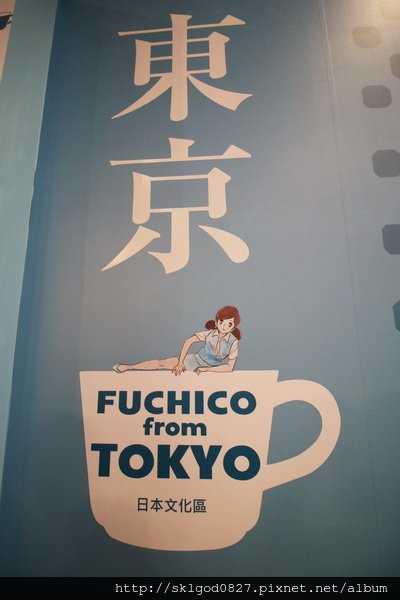 東
京
FUCHICO
from
TOKYO
日本文化區
http://sklgod0827.pixnet.net/album